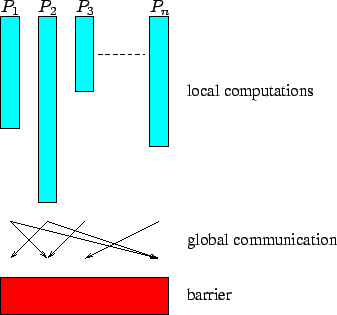 P1 P2 P3 Pn
local computations
global communication
barrier